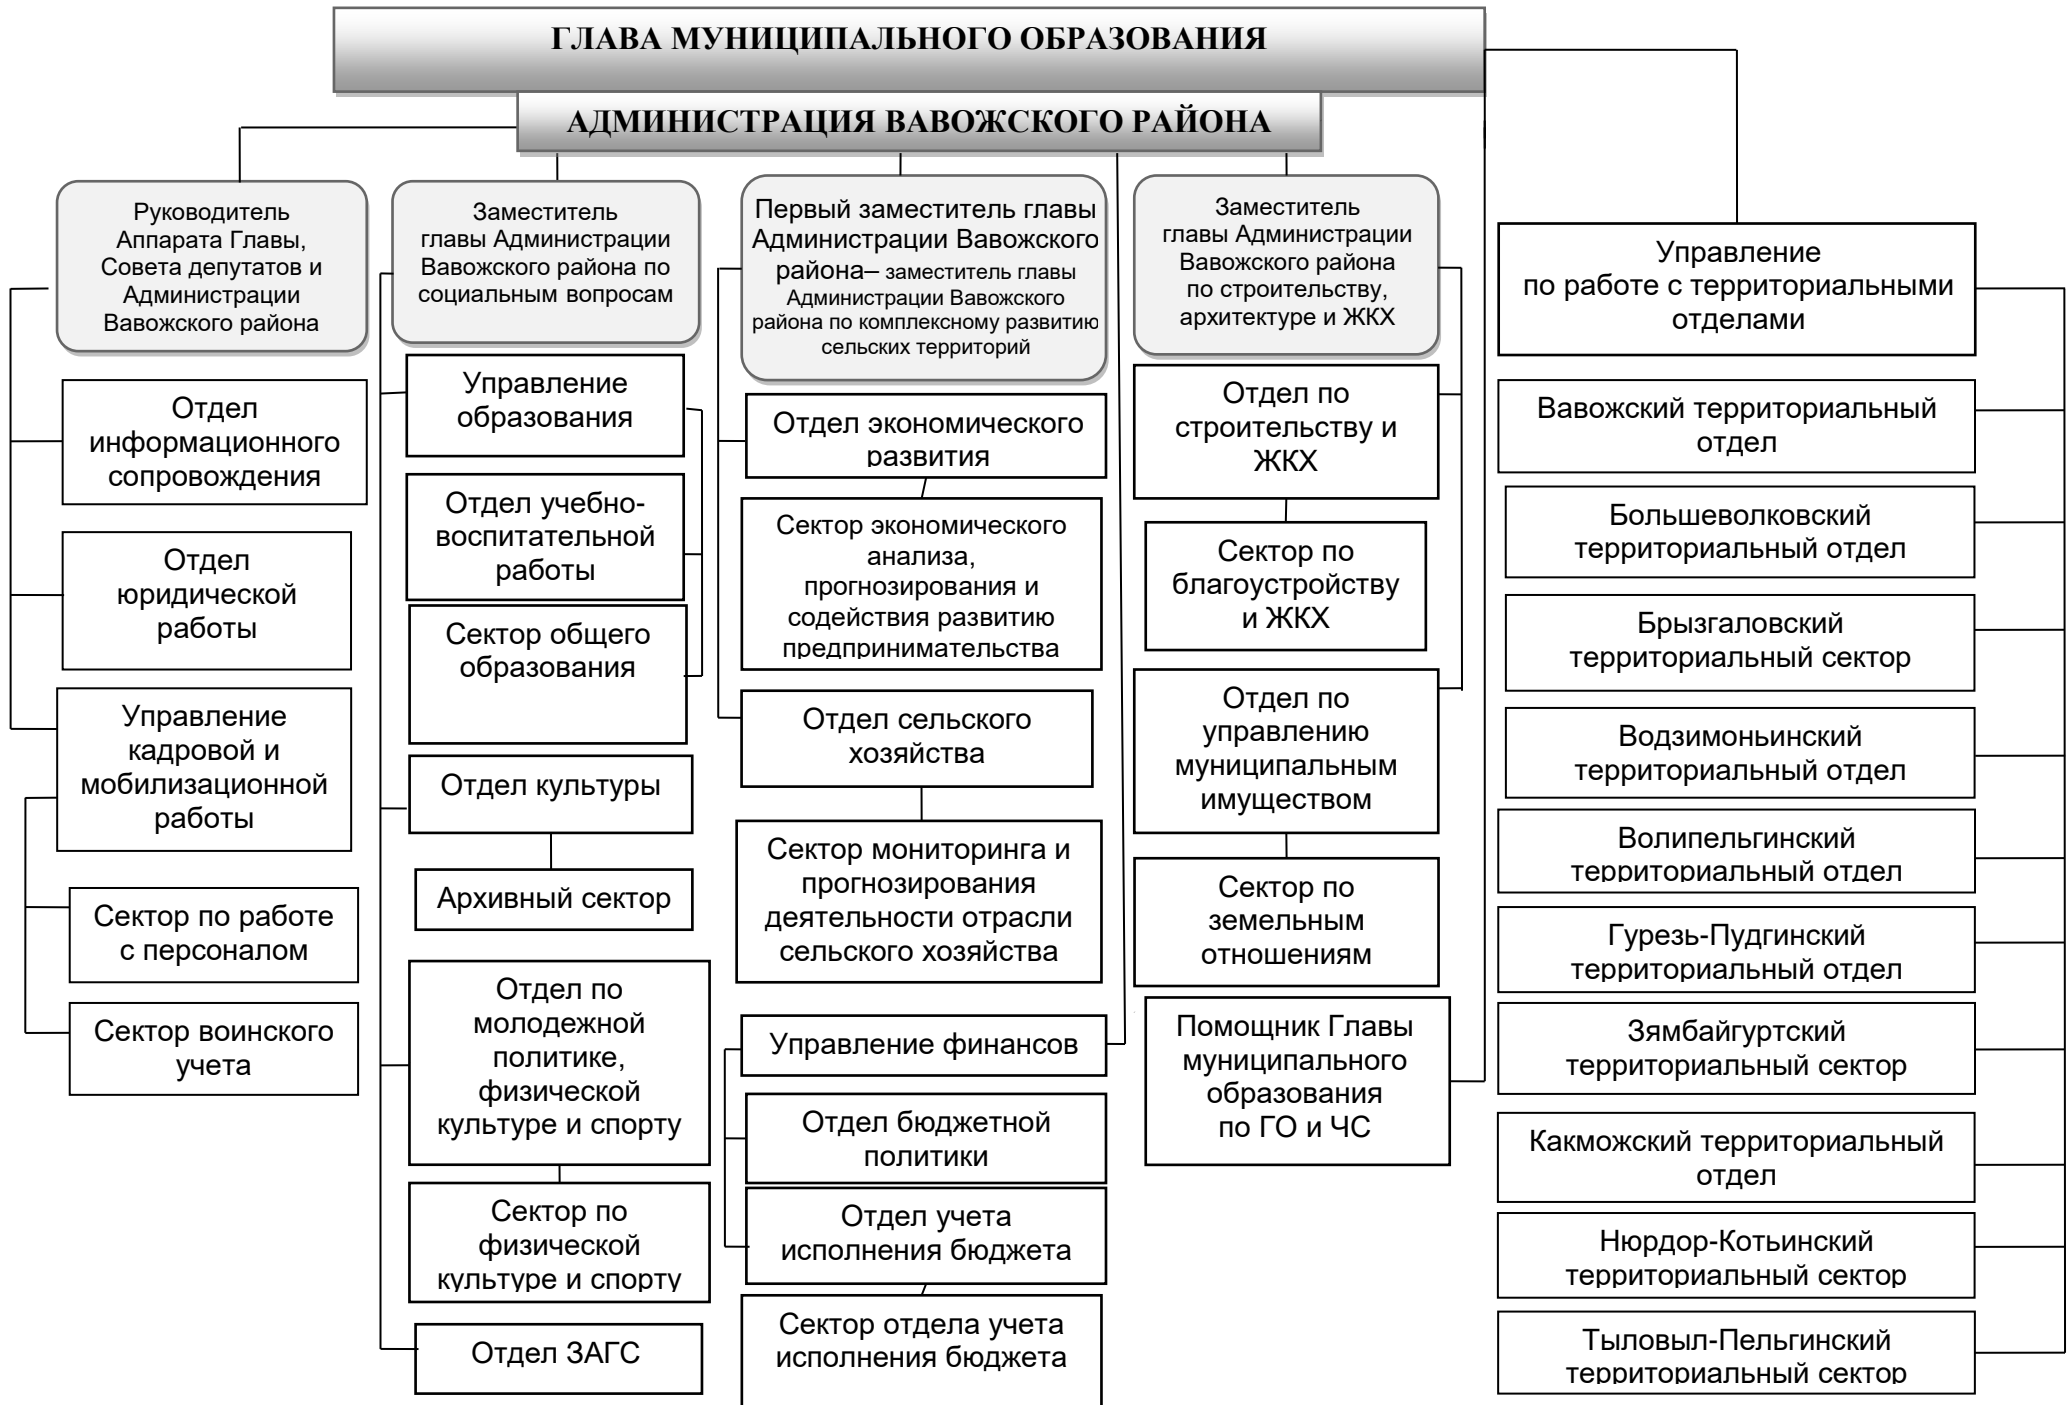 ГЛАВА МУНИЦИПАЛЬНОГО ОБРАЗОВАНИЯ
АДМИНИСТРАЦИЯ ВАВОЖСКОГО РАЙОНА
Руководитель
Аппарата Главы,
Совета депутатов и
Администрации
Вавожского района
Отдел
информационного
сопровождения
Отдел
юридической
работы
Управление
кадровой и
мобилизационной
работы
Сектор по работе
с персоналом
Сектор воинского
учета
Заместитель
главы Администрации
Вавожского района по
социальным вопросам
Управление
образования
Отдел учебно-
воспитательной
работы
Сектор общего
образования
Отдел культуры
Архивный сектор
Отдел по
молодежной
политике,
физической
культуре и спорту
Сектор по
физической
культуре и спорту
Отдел ЗАГС
Первый заместитель главы
Администрации Вавожского
района– заместитель главы
Администрации Вавожского
района по комплексному развитию
сельских территорий
Отдел экономического
развития
Сектор экономического
анализа,
прогнозирования и
содействия развитию
предпринимательства
Отдел сельского
хозяйства
Сектор мониторинга и
прогнозирования
деятельности отрасли
сельского хозяйства
Управление финансов
Отдел бюджетной
политики
Отдел учета
исполнения бюджета
Сектор отдела учета
исполнения бюджета
Заместитель
главы Администрации
Вавожского района
по строительству,
архитектуре и ЖКХ
Отдел по
строительству и
ЖКХ
Сектор по
благоустройству
и ЖКХ
Отдел по
управлению
муниципальным
имуществом
Сектор по
земельным
отношениям
Помощник Главы
муниципального
образования
по ГО и ЧС
Управление
по работе с территориальными
отделами
Вавожский территориальный
отдел
Большеволковский
территориальный отдел
Брызгаловский
территориальный сектор
Водзимоньинский
территориальный отдел
Волипельгинский
территориальный отдел
Гурезь-Пудгинский
территориальный отдел
Зямбайгуртский
территориальный сектор
Какможский территориальный
отдел
Нюрдор-Котьинский
территориальный сектор
Тыловыл-Пельгинский
территориальный сектор